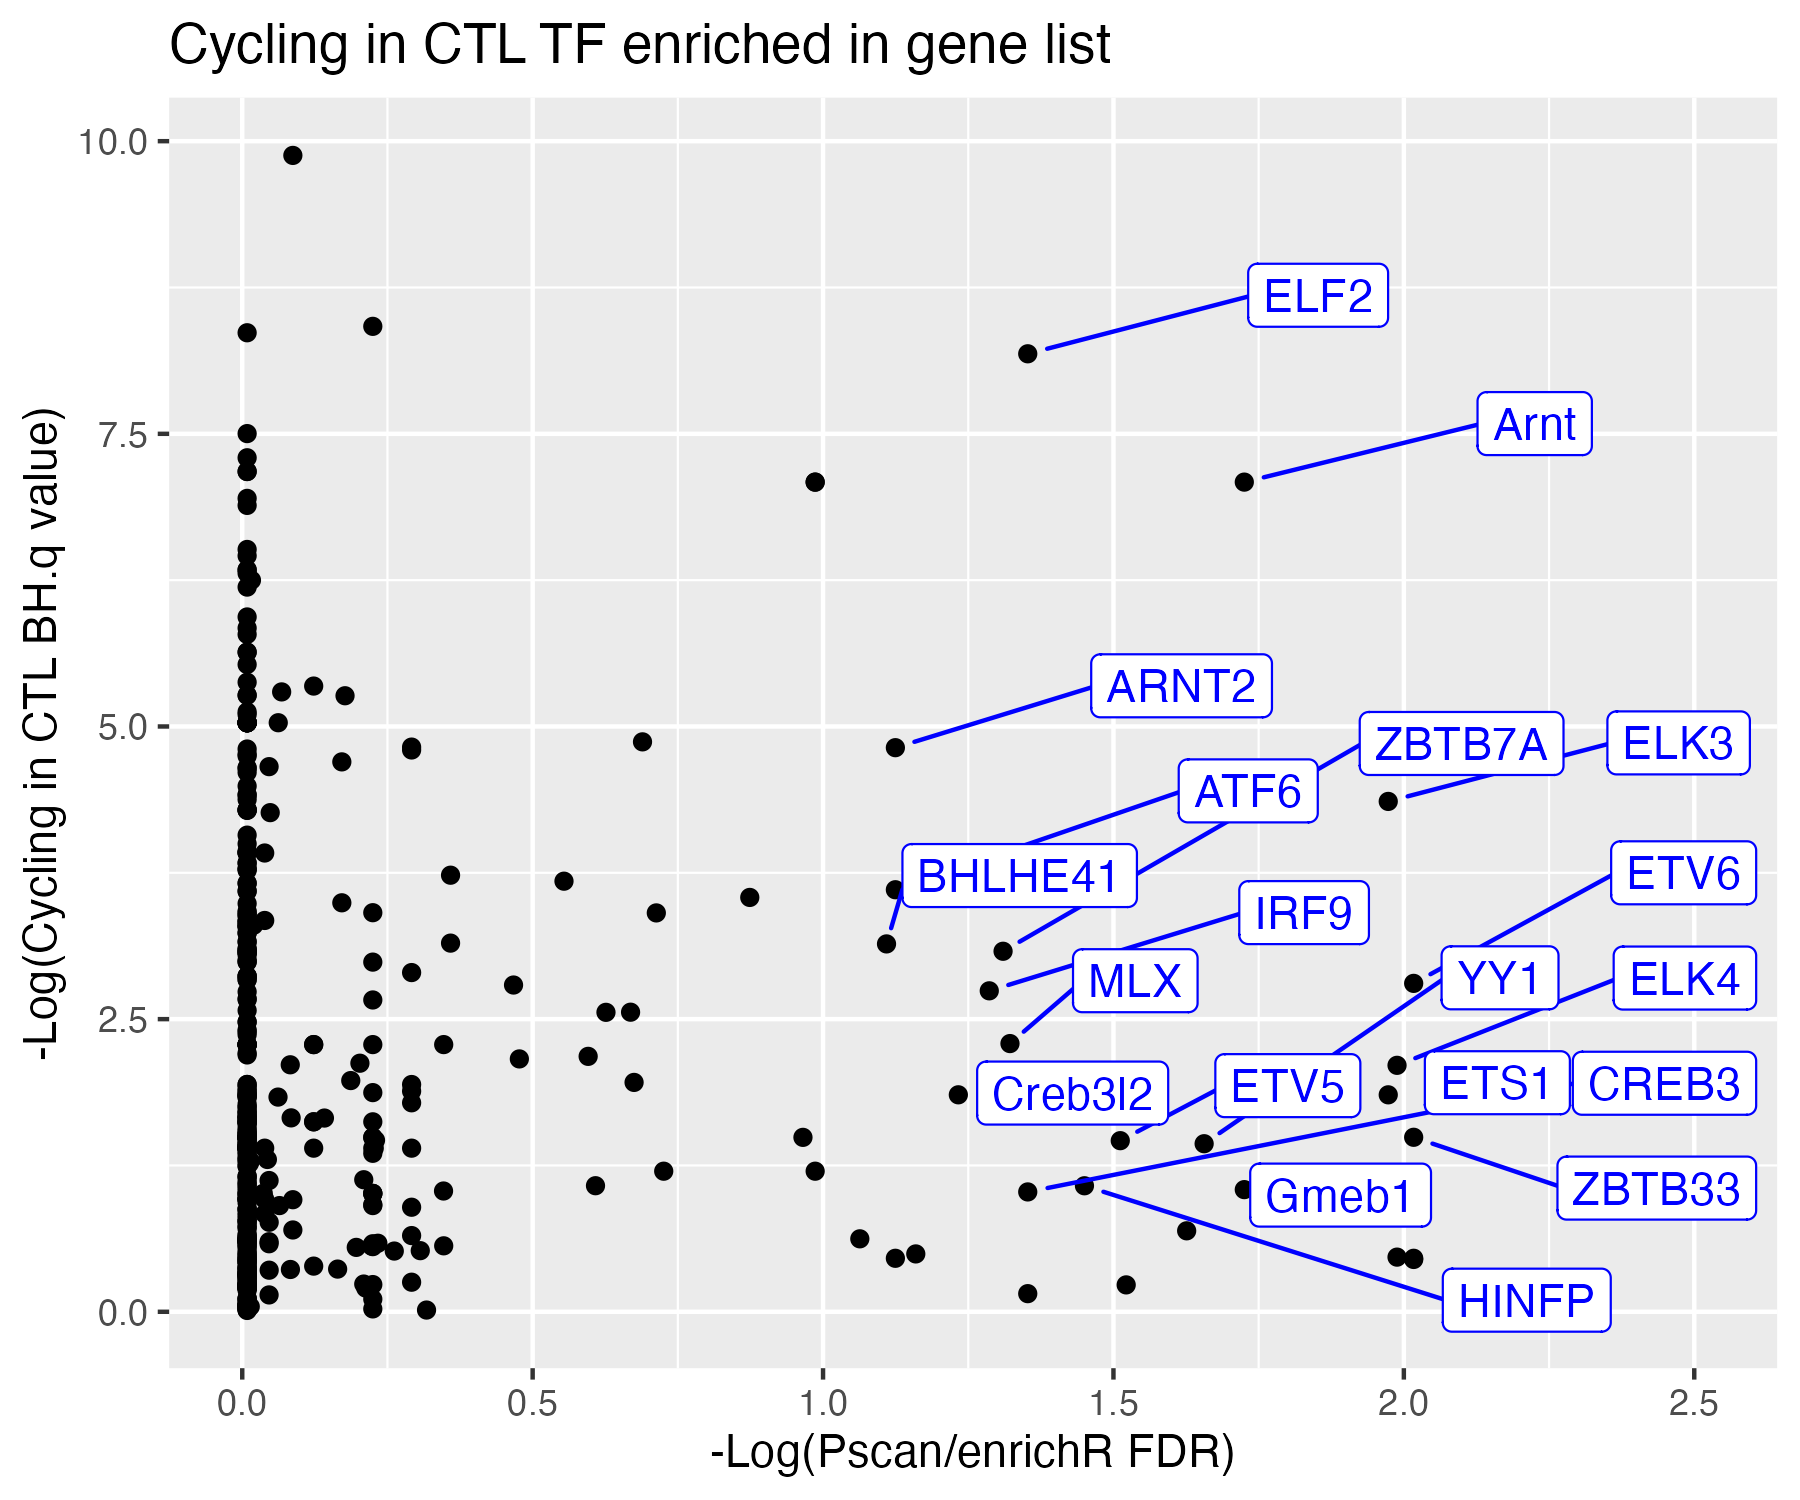 Cycling in CTL TF enriched in gene list
-Log(Cycling in CTL BH.q value)
10.0
7.5
5.0
2.5
0.0
ELF2
Arnt
ARNT2
ZBTB7A
ELK3
ATF6
BHLHE41
ETV6
IRF9
MLX
YY1
ELK4
Creb3l2
ETV5
ETS1
CREB3
Gmeb1
ZBTB33
HINFP
0.0
0.5
1.0
1.5
2.0
2.5
-Log(Pscan/enrichR FDR)